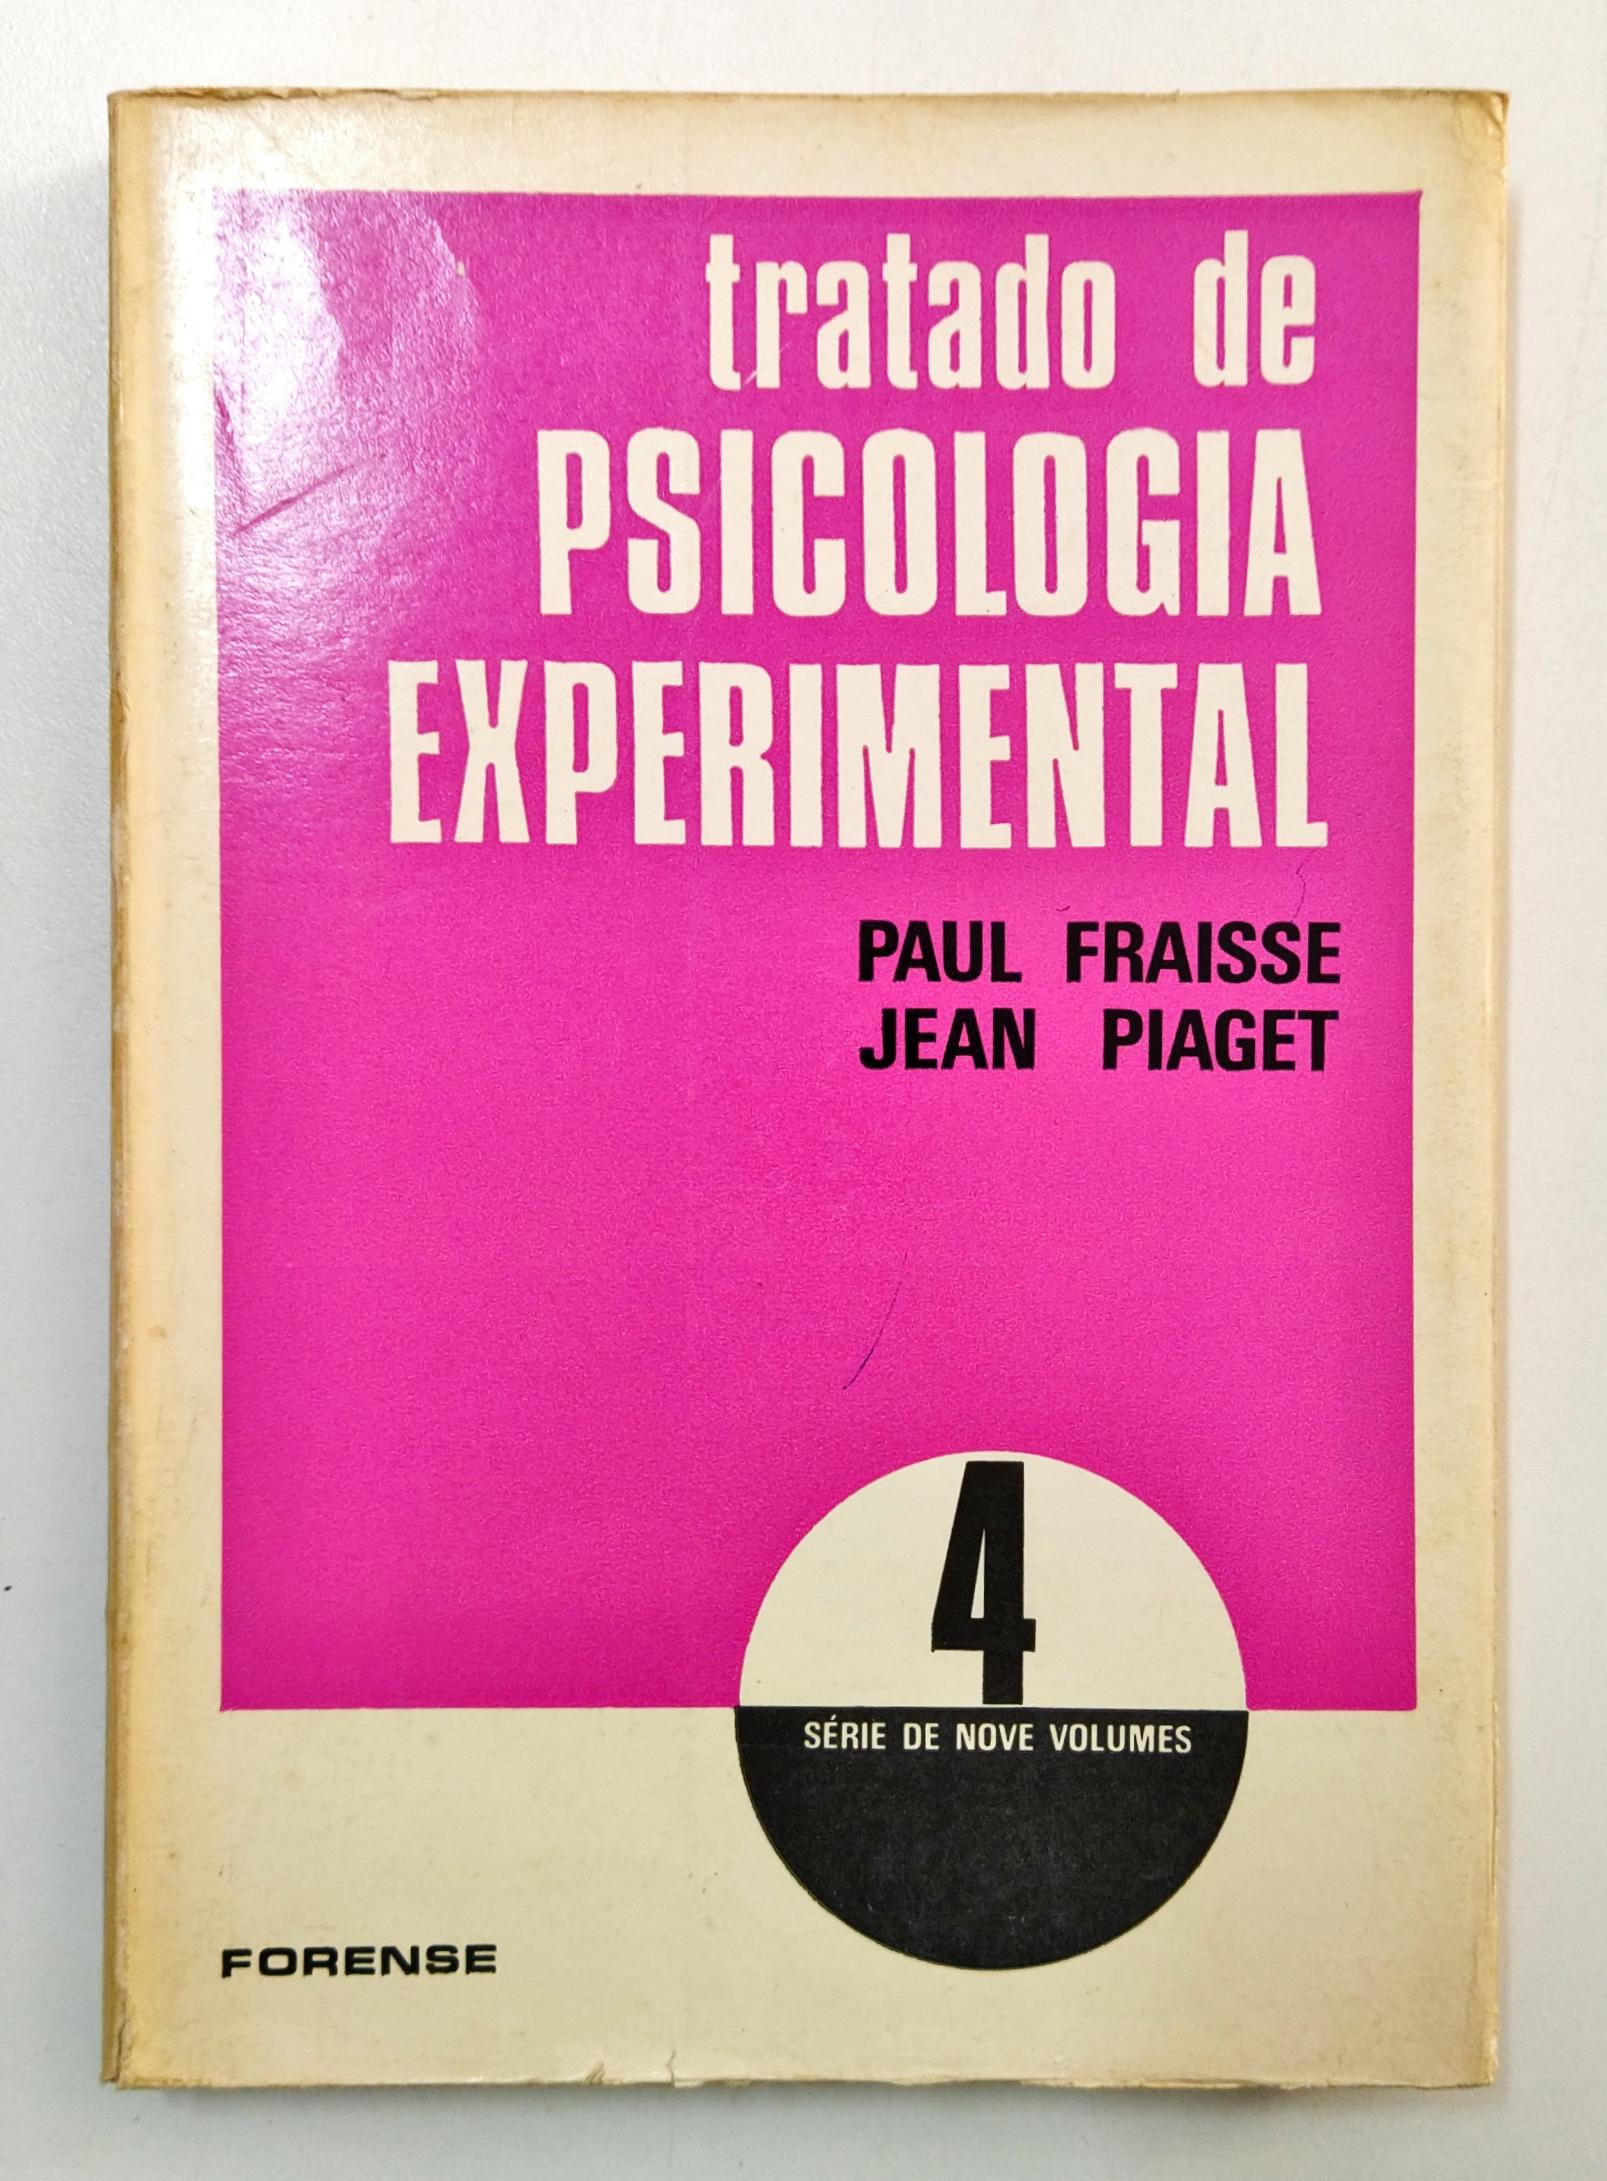 tratado de
PSICOLOGIA
EXPERIMENTAL
PAUL FRAISSE
JEAN PIAGET
4
SÉRIE DE NOVE VOLUMES
FORENSE